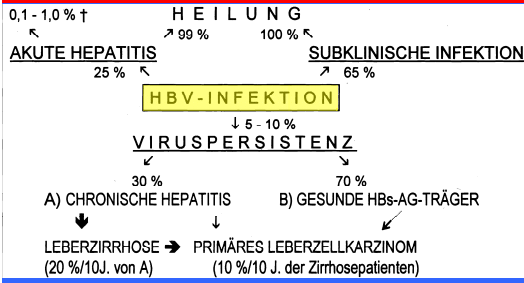 0,1 - 1,0 % † HEILUNG
99 % 100 %
AKUTE HEPATITIS SUBKLINISCHE INFEKTION
25 % 65 %
HBV-INFEKTION
5 - 10 %
VIRUSPERSISTENZ
30 % 70 %
A) CHRONISCHE HEPATITIS B) GESUNDE HBs-AG-TRÄGER
LEBERZIRRHOSE PRIMÄRES LEBERZELLKARZINOM
(20 %/10J. von A) (10 %/10 J. der Zirrhosepatienten)